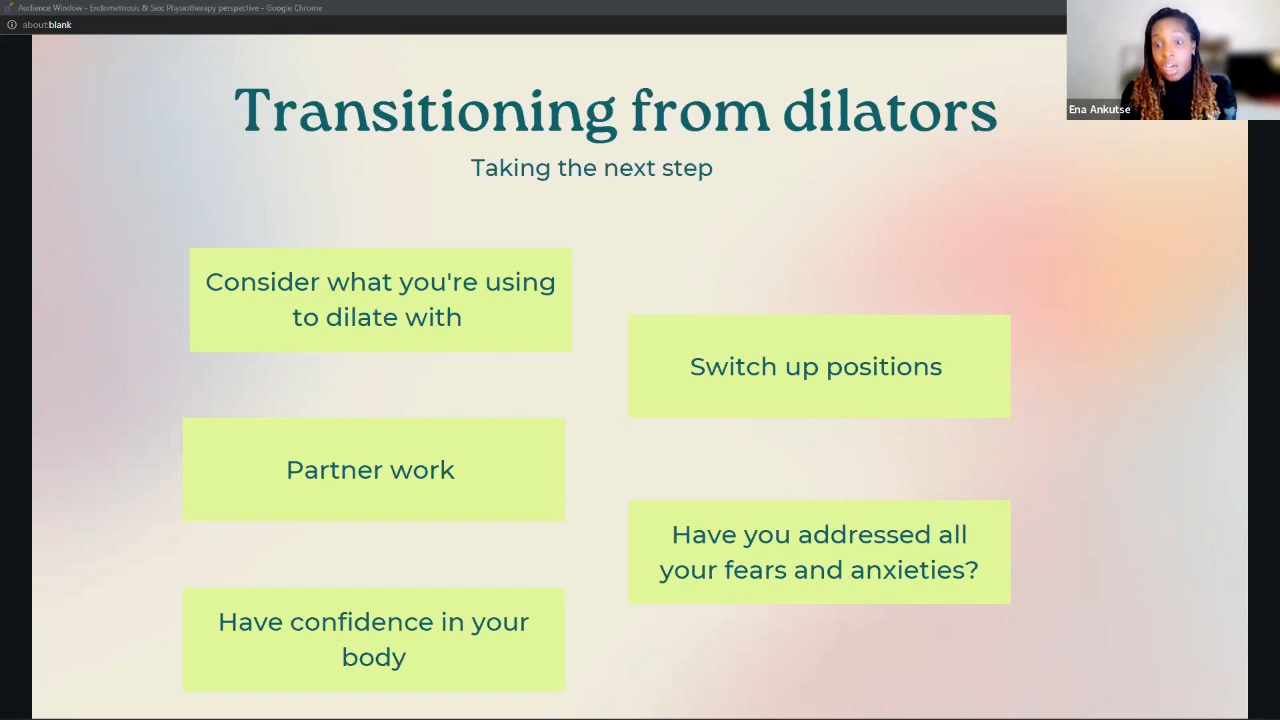 Audience Window - Endometriosis & Sex: Physiotherapy perspective - Google Chrome
about:blank
Ena Ankutse
Transitioning from dilators
Taking the next step
Consider what you're using
to dilate with
Switch up positions
Partner work
Have you addressed all
your fears and anxieties?
Have confidence in your
body